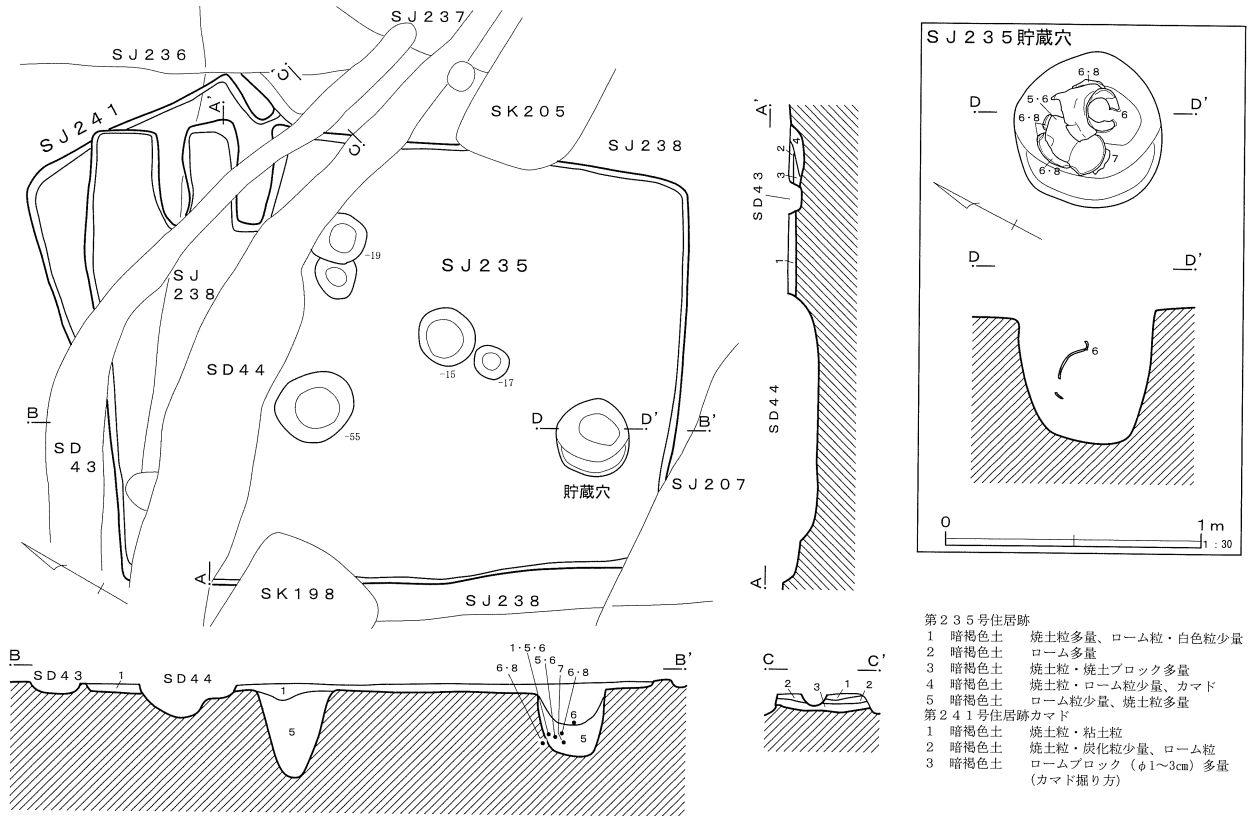 SJ237
SJ236
C'
SJ241
A'
C
SK205
SJ238
-19
SJ235
SJ
238
SD44
-15
-17
-55
B
SD
43
D
D'
B'
貯蔵穴
SJ207
A
SK198
SJ238
A'
4
2
3
SD43
1
SD44
A
SJ235貯蔵穴
6・8
D
5・6
D'
6・8
6
7
6・8
D
D'
6
0
1m
1:30
B
SD43
1
SD44
1
5
1・5・6
5・6
6・8
7
6・8
6
5
B'
C
C'
2
3
1
2
第235号住居跡
1 暗褐色土 焼土粒多量、ローム粒・白色粒少量
2 暗褐色土 ローム多量
3 暗褐色土 焼土粒・焼土ブロック多量
4 暗褐色土 焼土粒・ローム粒少量、カマド
5 暗褐色土 ローム粒少量、焼土粒多量
第241号住居跡カマド
1 暗褐色土 焼土粒・粘土粒
2 暗褐色土 焼土粒・炭化粒少量、ローム粒
3 暗褐色土 ロームブロック（φ1～3cm）多量
(カマド掘り方)